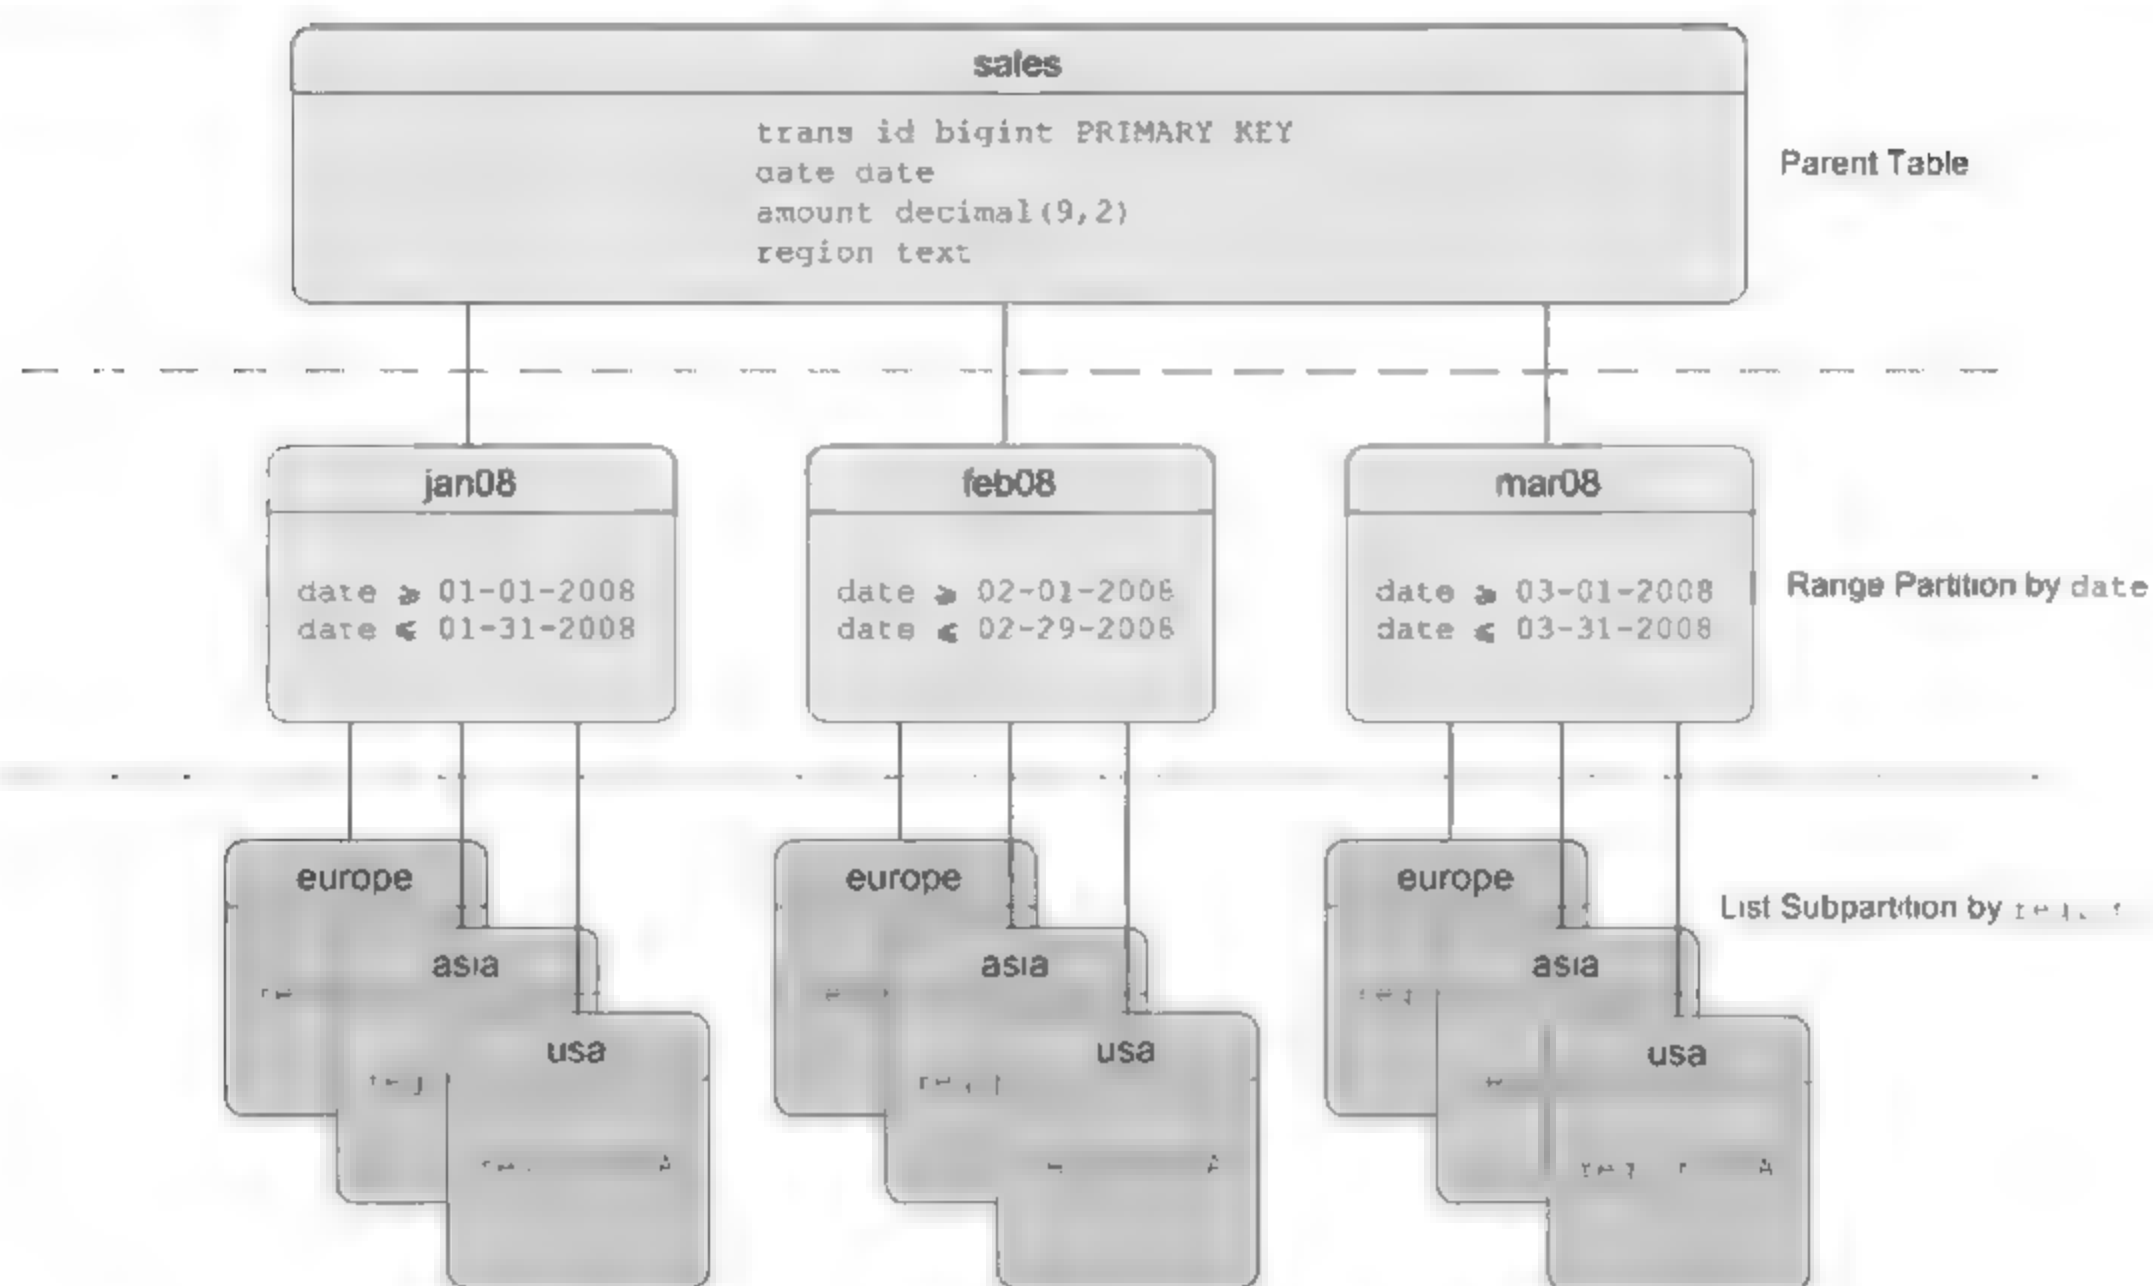 sales
trans id bigint PRIMARY KEY
date date
amount decimal(9,2)
region text
Parent Table
jan08
date ≥ 01-01-2008
date ≤ 01-31-2008
feb08
date ≥ 02-01-2008
date ≤ 02-29-2008
mar08
date ≥ 03-01-2008
date ≤ 03-31-2008
Range Partition by date
europe
asia
usa
europe
asia
usa
europe
asia
usa
List Subpartition by